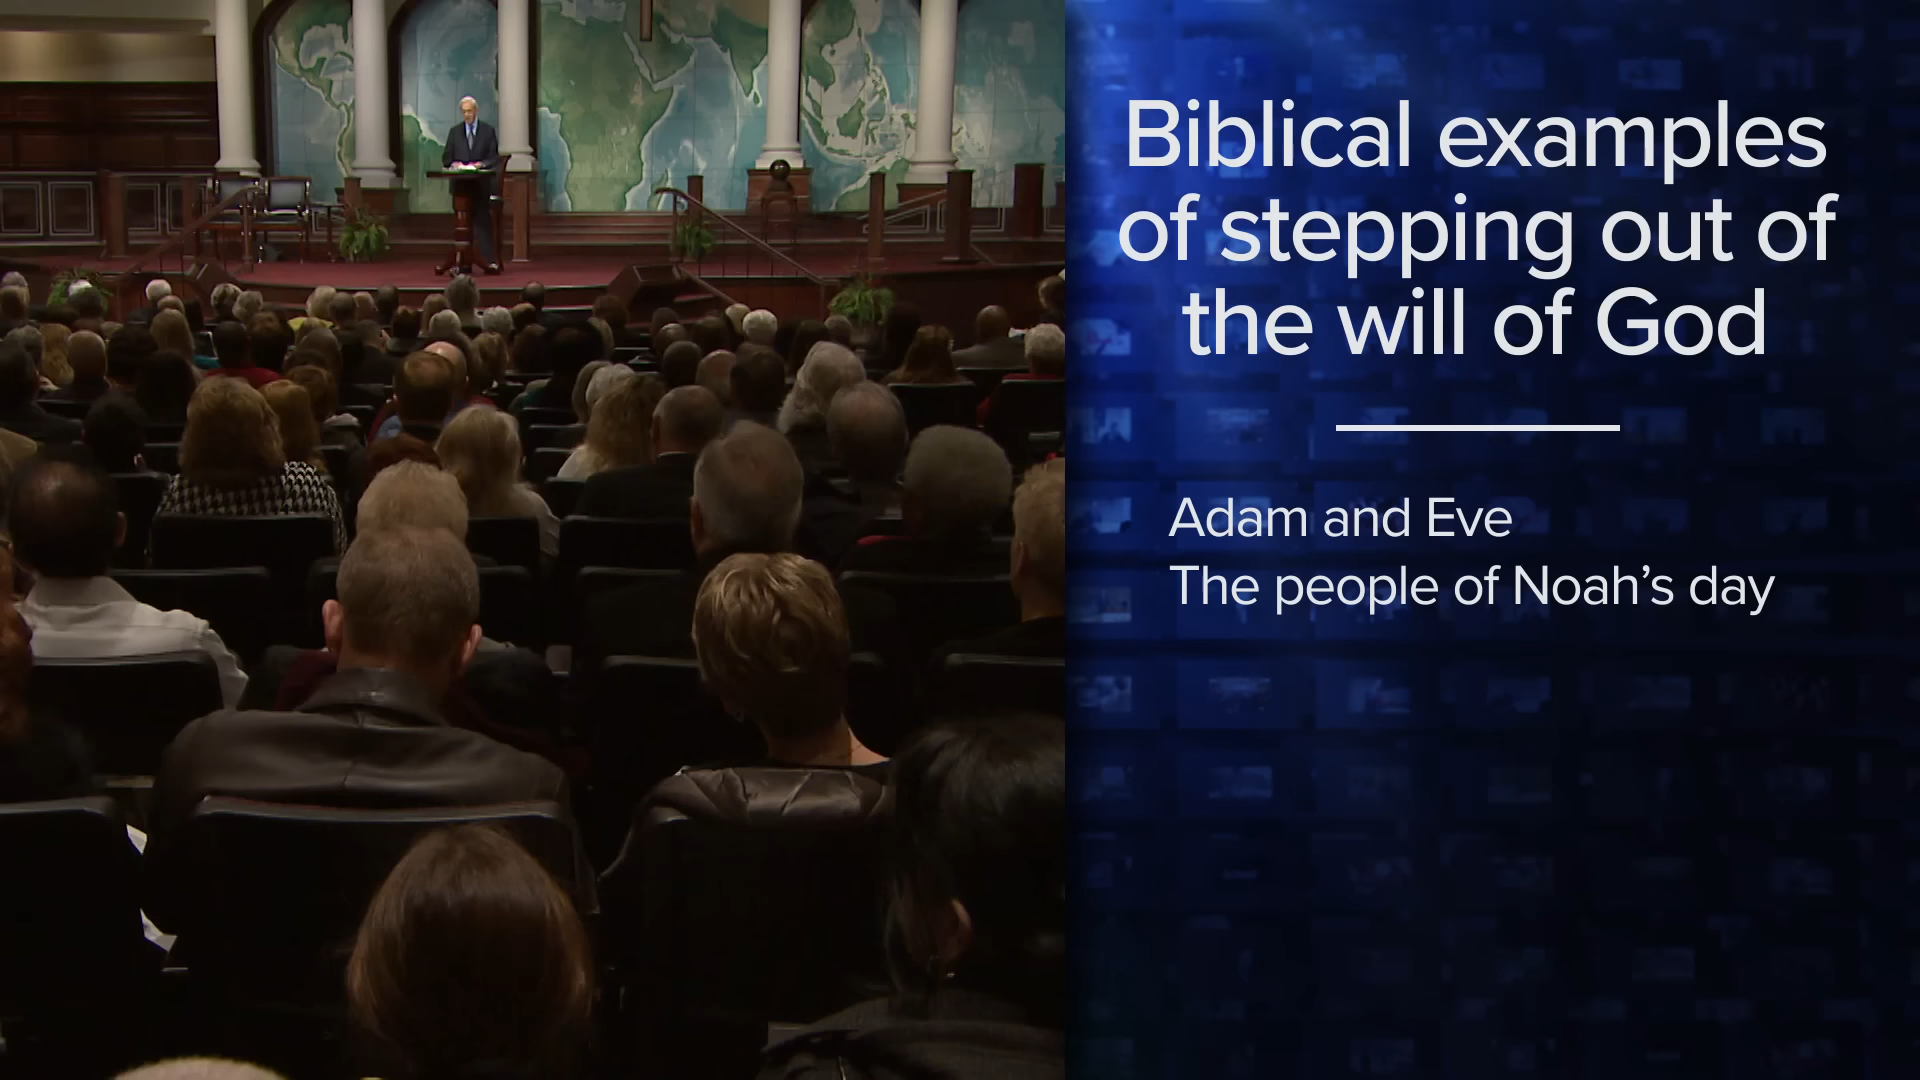 Biblical examples
of stepping out of
the will of God
Adam and Eve
The people of Noah’s day